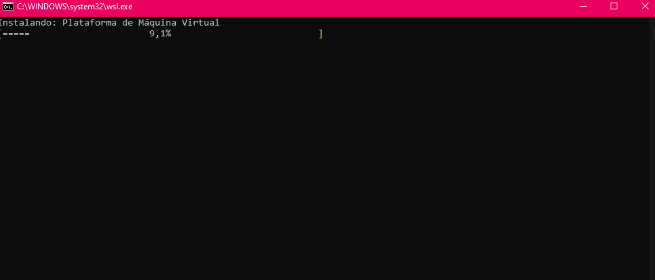 C:\WINDOWS\system32\wsl.exe
Instalando: Plataforma de Máquina Virtual
[===== 9,1% ]